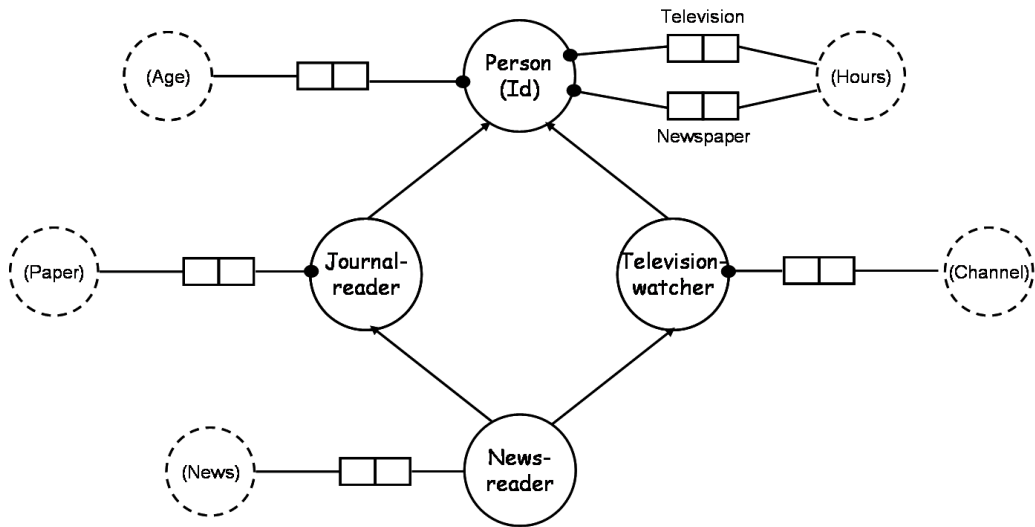 Television
(Age)
Person
(Id)
(Hours)
Newspaper
(Paper)
Journal-
reader
Television-
watcher
(Channel)
(News)
News-
reader